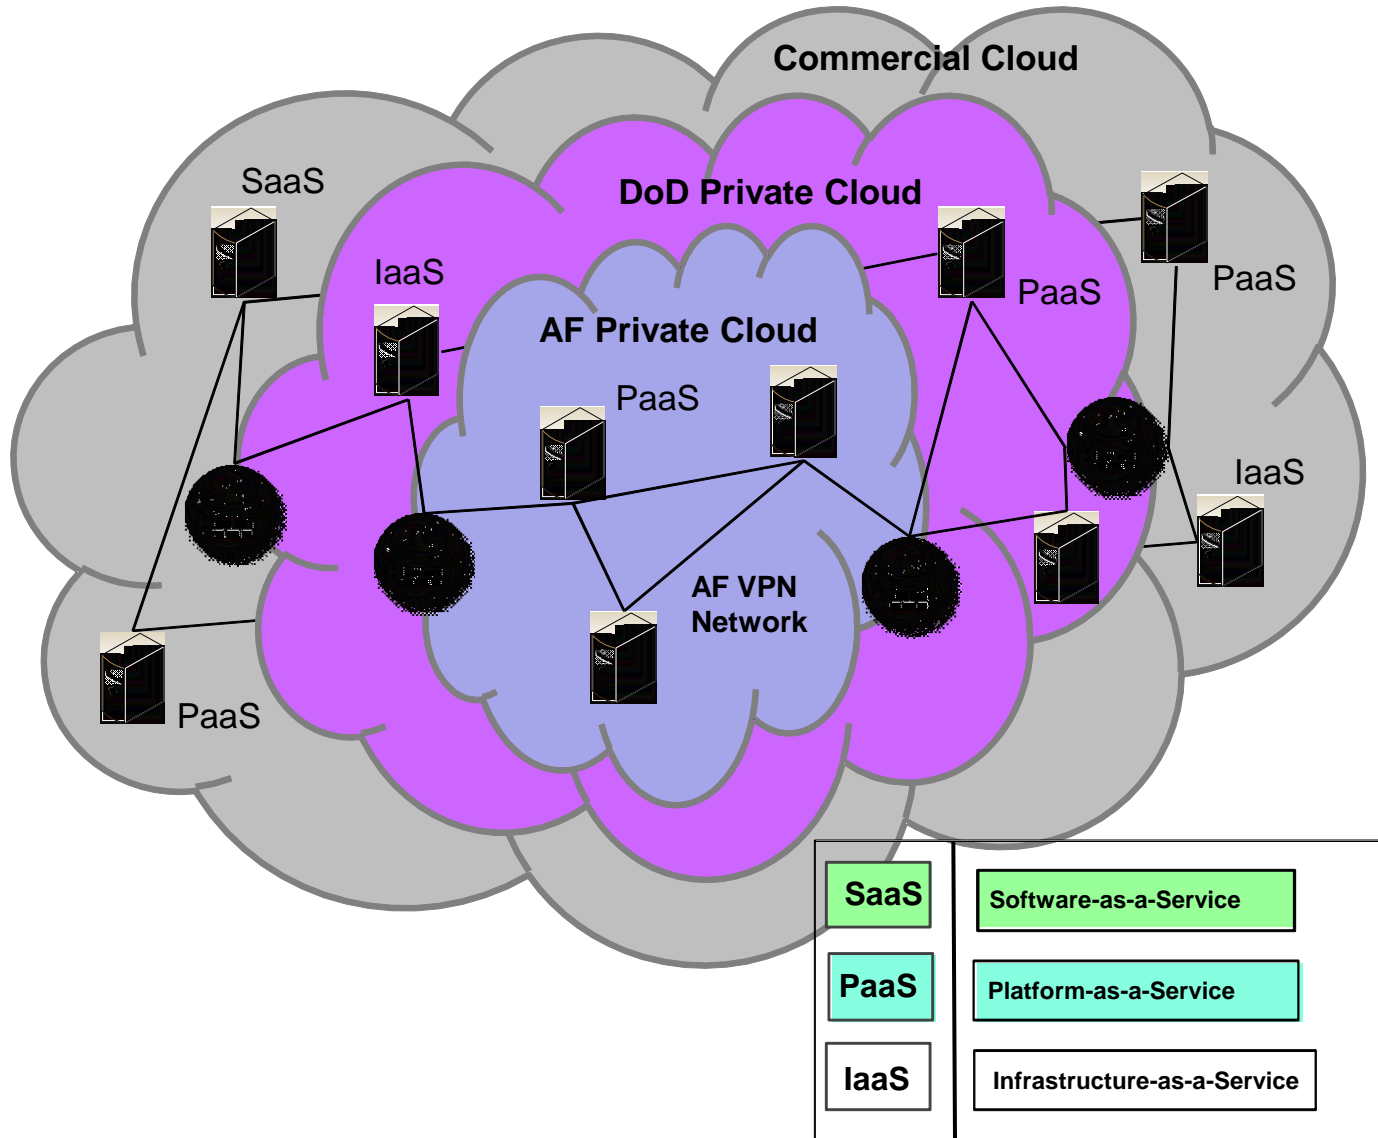 Commercial Cloud
SaaS
DoD Private Cloud
IaaS
PaaS
PaaS
AF Private Cloud
PaaS
IaaS
AF VPN
Network
PaaS
SaaS
Software-as-a-Service
PaaS
Platform-as-a-Service
IaaS
Infrastructure-as-a-Service